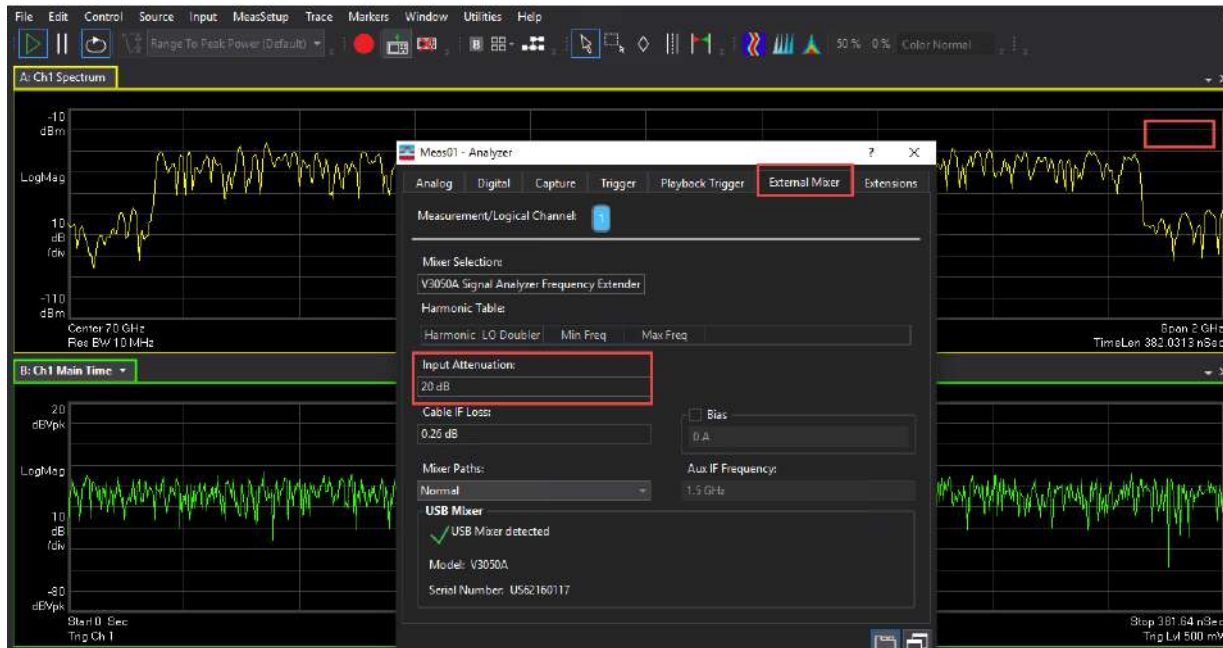 File Edit Control Source Input MeasSetup Trace Markers Window Utilities Help
Range To Peak Power (Default) 50 % 0 % Color Normal
A: Ch1 Spectrum
-10
dBm
LogMag
10
dB
/div
-110
dBm
Center 70 GHz
Res BW 10 MHz
Span 2 GHz
TimeLen 382.0313 nSec
B: Ch1 Main Time
20
dBVpk
LogMag
10
dB
/div
-80
dBVpk
Start 0 Sec
Trig Ch 1
Stop 381.64 nSec
Trig Lvl 500 mV
Meas01 - Analyzer ? X
Analog Digital Capture Trigger Playback Trigger External Mixer Extensions
Measurement/Logical Channel: 1
Mixer Selection:
V3050A Signal Analyzer Frequency Extender
Harmonic Table:
Harmonic LO Doubler Min Freq Max Freq
Input Attenuation:
20 dB
Cable IF Loss:
0.26 dB
Bias
0 A
Mixer Paths:
Normal
Aux IF Frequency:
1.5 GHz
USB Mixer
USB Mixer detected
Model: V3050A
Serial Number: US62160117